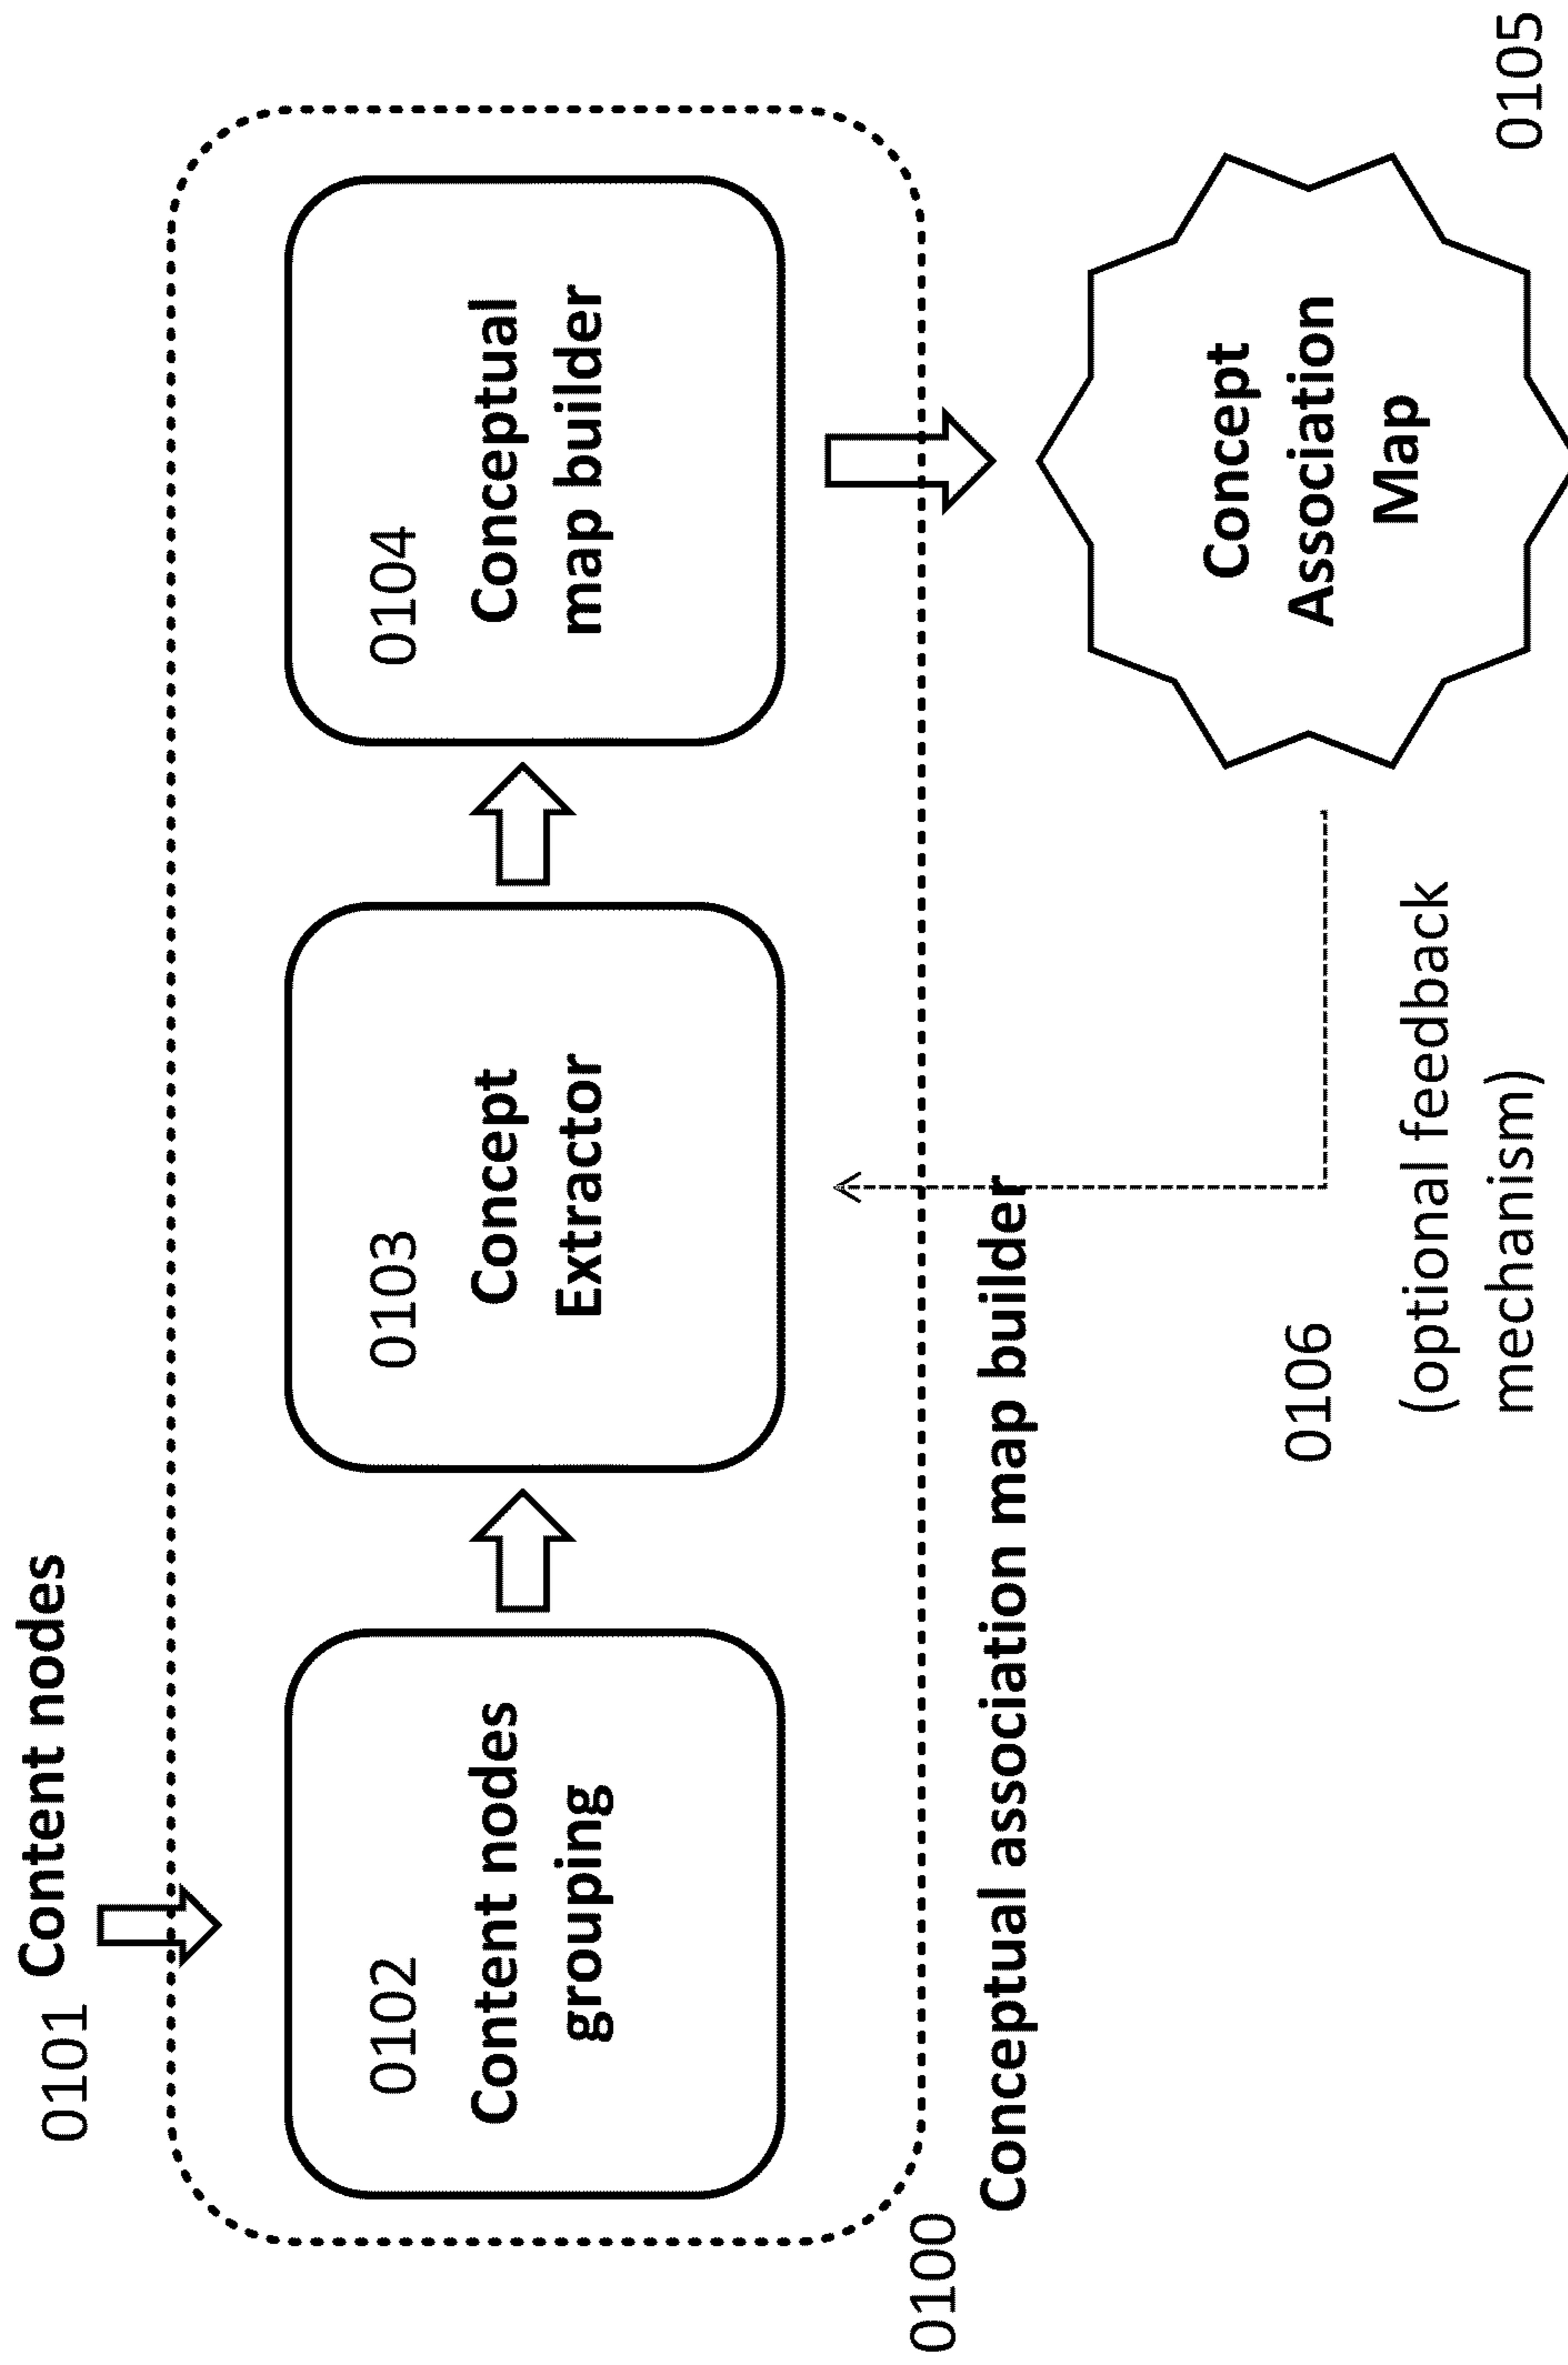 0101 Content nodes
0102
Content nodes
grouping
0103
Concept
Extractor
0104
Conceptual
map builder
0100
Conceptual association map builder
Concept
Association
Map
0105
0106
(optional feedback
mechanism)